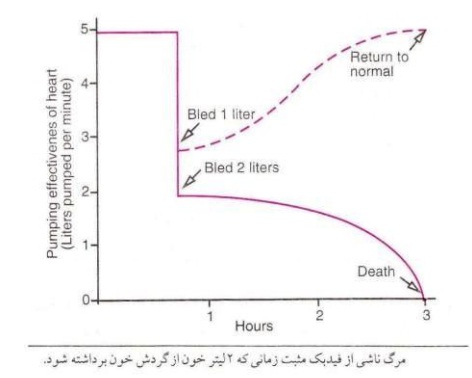 Pumping effectivenes of heart
(Liters pumped per minute)
5
4
3
2
1
0
Bled 1 liter
Return to
normal
Bled 2 liters
Death
1
2
3
Hours
مرگ ناشی از فیدبک مثبت زمانی که ۲ لیتر خون از گردش خون برداشته شود.